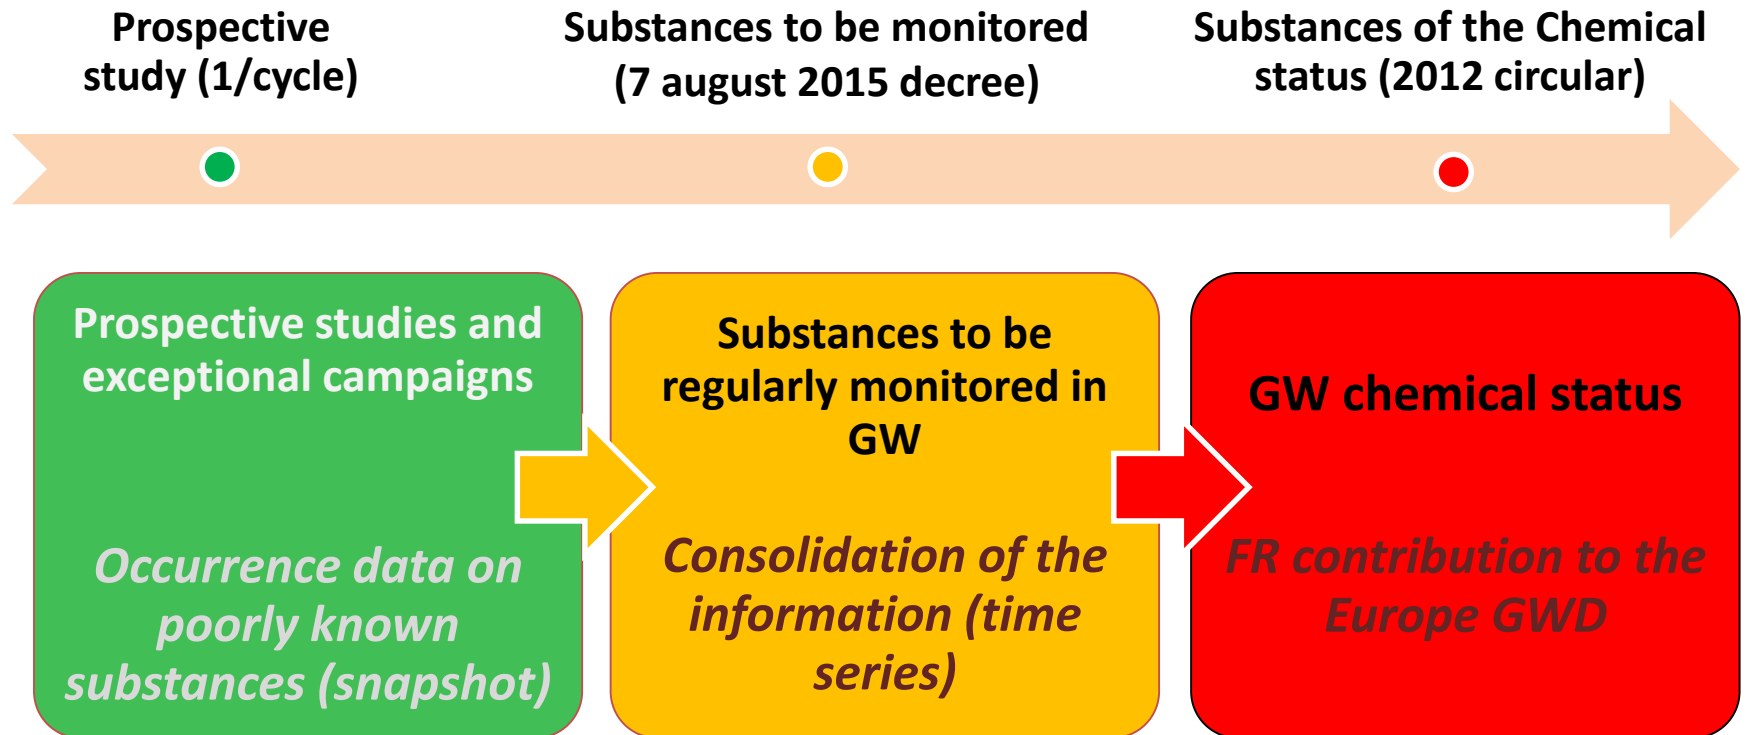 Prospective
study (1/cycle)
Substances to be monitored
(7 august 2015 decree)
Substances of the Chemical
status (2012 circular)
Prospective studies and
exceptional campaigns
Occurrence data on
poorly known
substances (snapshot)
Substances to be
regularly monitored in
GW
Consolidation of the
information (time
series)
GW chemical status
FR contribution to the
Europe GWD